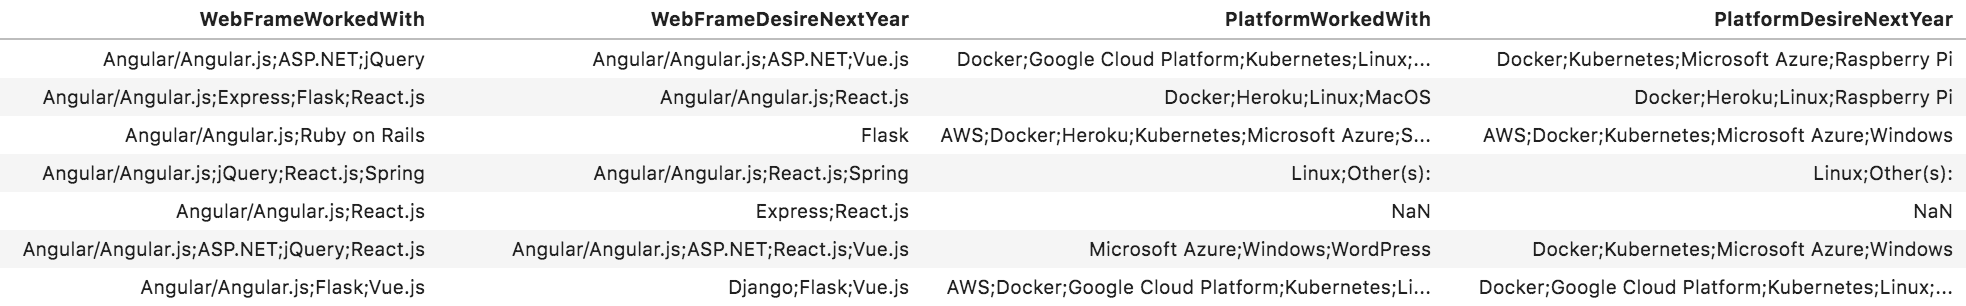 WebFrameWorkedWith WebFrameDesireNextYear PlatformWorkedWith PlatformDesireNextYear
Angular/Angular.js;ASP.NET;jQuery Angular/Angular.js;ASP.NET;Vue.js Docker;Google Cloud Platform;Kubernetes;Linux;... Docker;Kubernetes;Microsoft Azure;Raspberry Pi
Angular/Angular.js;Express;Flask;React.js Angular/Angular.js;React.js Docker;Heroku;Linux;MacOS Docker;Heroku;Linux;Raspberry Pi
Angular/Angular.js;Ruby on Rails Flask AWS;Docker;Heroku;Kubernetes;Microsoft Azure;S... AWS;Docker;Kubernetes;Microsoft Azure;Windows
Angular/Angular.js;jQuery;React.js;Spring Angular/Angular.js;React.js;Spring Linux;Other(s): Linux;Other(s):
Angular/Angular.js;React.js Express;React.js NaN NaN
Angular/Angular.js;ASP.NET;jQuery;React.js Angular/Angular.js;ASP.NET;React.js;Vue.js Microsoft Azure;Windows;WordPress Docker;Kubernetes;Microsoft Azure;Windows
Angular/Angular.js;Flask;Vue.js Django;Flask;Vue.js AWS;Docker;Google Cloud Platform;Kubernetes;Li... Docker;Google Cloud Platform;Kubernetes;Linux;...